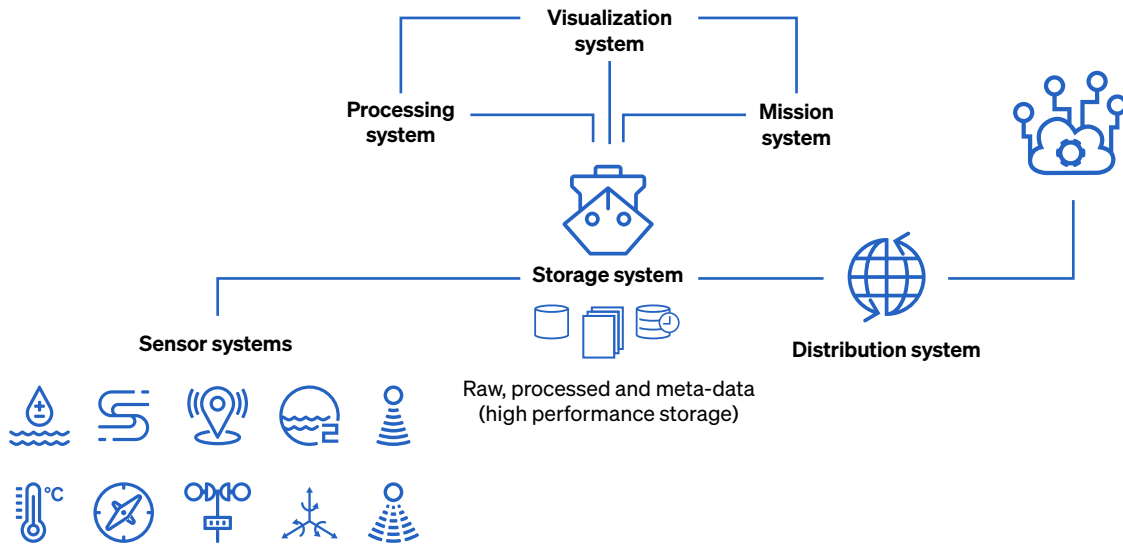 Visualization
system
Processing
system
Mission
system
Storage system
Sensor systems
Distribution system
Raw, processed and meta-data
(high performance storage)
2
°C